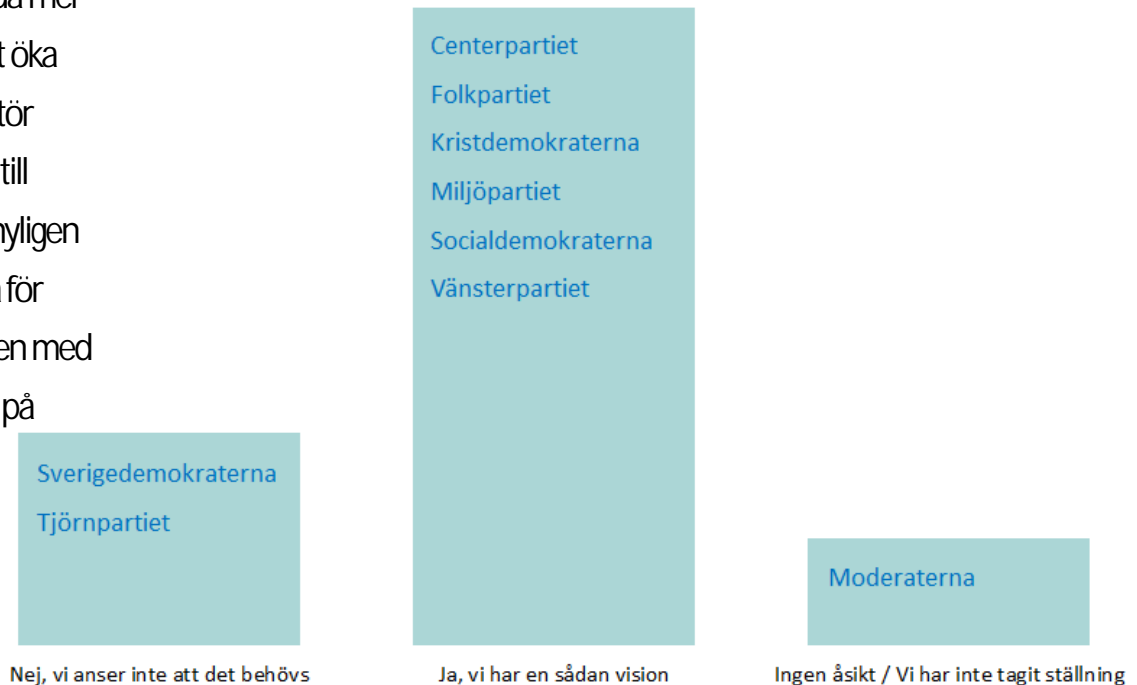 t öka
tör
till
nyligen
för
en med
på
Centerpartiet
Folkpartiet
Kristdemokraterna
Miljöpartiet
Socialdemokraterna
Vänsterpartiet
Sverigedemokraterna
Tjörnpartiet
Moderaterna
Nej, vi anser inte att det behövs
Ja, vi har en sådan vision
Ingen åsikt / Vi har inte tagit ställning